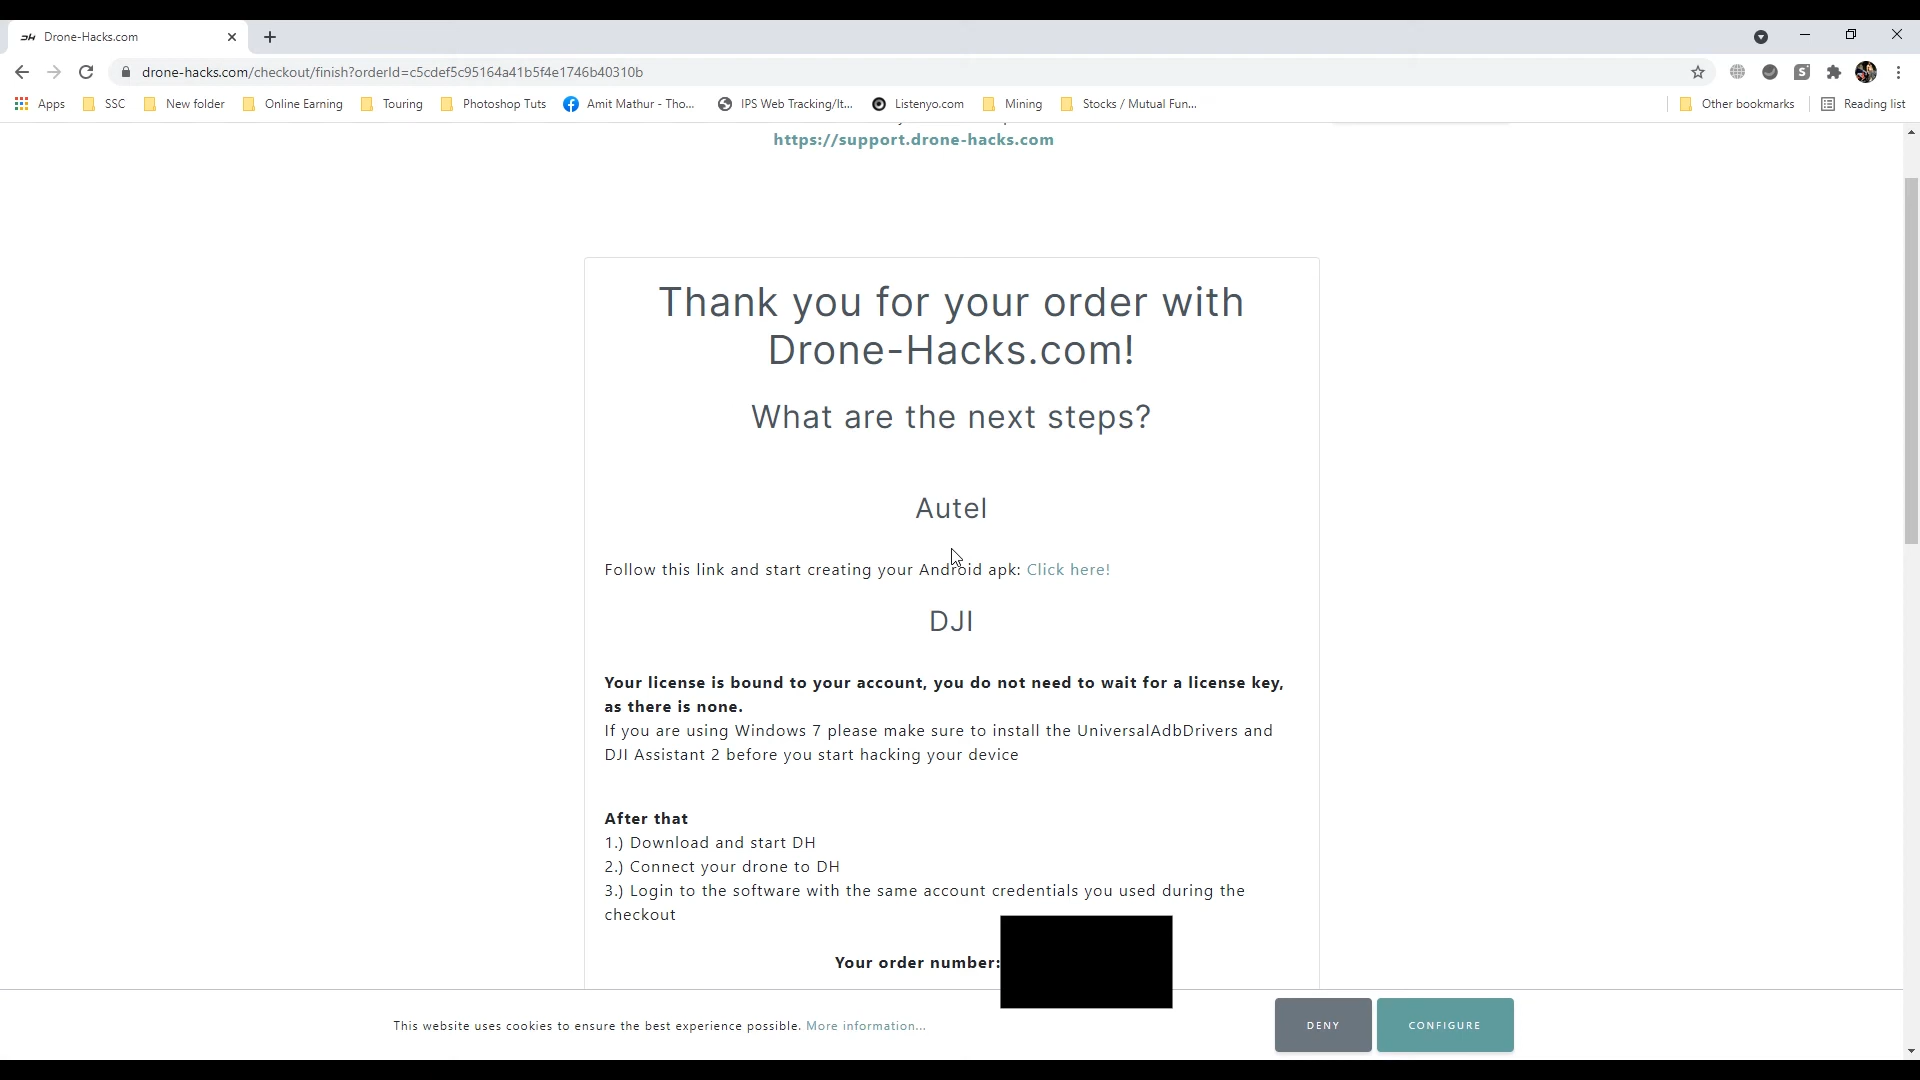 Drone-Hacks.com
drone-hacks.com/checkout/finish?orderId=c5cdef5c95164a41b5f4e1746b40310b
Apps SSC New folder Online Earning Touring Photoshop Tuts Amit Mathur - Tho... IPS Web Tracking/It... Listenyo.com Mining Stocks / Mutual Fun... Other bookmarks Reading list
https://support.drone-hacks.com
Thank you for your order with
Drone-Hacks.com!
What are the next steps?
Autel
Follow this link and start creating your Android apk: Click here!
DJI
Your license is bound to your account, you do not need to wait for a license key,
as there is none.
If you are using Windows 7 please make sure to install the UniversalAdbDrivers and
DJI Assistant 2 before you start hacking your device
After that
1.) Download and start DH
2.) Connect your drone to DH
3.) Login to the software with the same account credentials you used during the
checkout
Your order number:
This website uses cookies to ensure the best experience possible. More information...
DENY
CONFIGURE